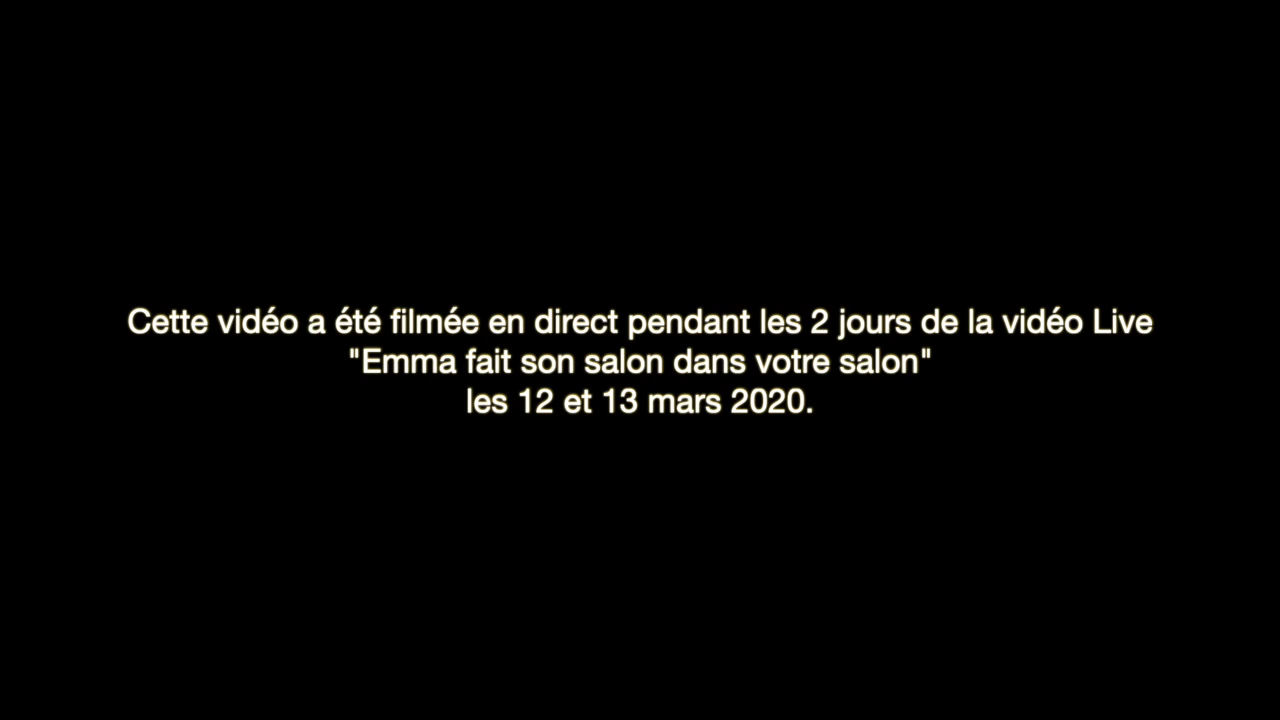 Cette vidéo a été filmée en direct pendant les 2 jours de la vidéo Live
"Emma fait son salon dans votre salon"
les 12 et 13 mars 2020.